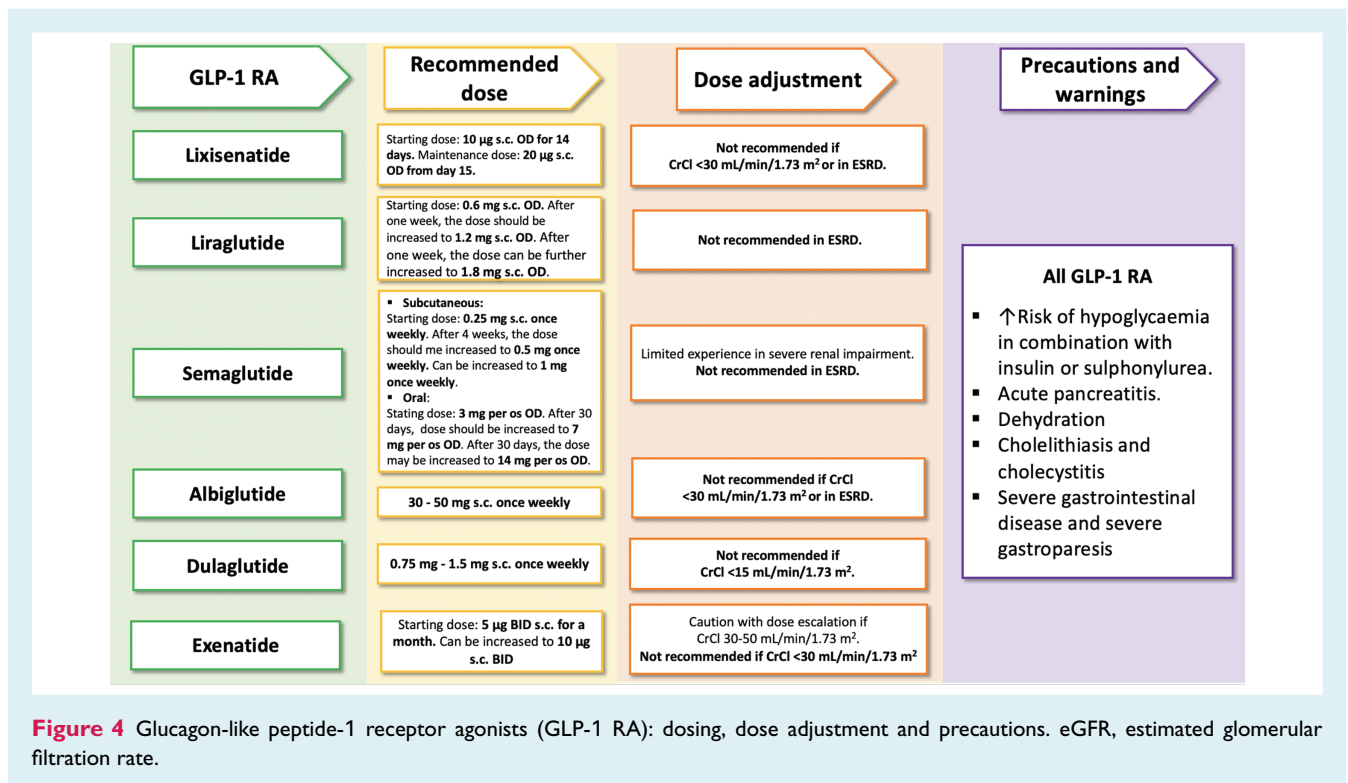 GLP-1 RA
Recommended
dose
Dose adjustment
Precautions and
warnings
Lixisenatide
Starting dose: 10 µg s.c. OD for 14
days. Maintenance dose: 20 µg s.c.
OD from day 15.
Not recommended if
CrCl <30 mL/min/1.73 m² or in ESRD.
Liraglutide
Starting dose: 0.6 mg s.c. OD. After
one week, the dose should be
increased to 1.2 mg s.c. OD. After
one week, the dose can be further
increased to 1.8 mg s.c. OD.
Not recommended in ESRD.
Semaglutide
▪ Subcutaneous:
Starting dose: 0.25 mg s.c. once
weekly. After 4 weeks, the dose
should me increased to 0.5 mg once
weekly. Can be increased to 1 mg
once weekly.
▪ Oral:
Stating dose: 3 mg per os OD. After 30
days, dose should be increased to 7
mg per os OD. After 30 days, the dose
may be increased to 14 mg per os OD.
Limited experience in severe renal impairment.
Not recommended in ESRD.
Albiglutide
30 - 50 mg s.c. once weekly
Not recommended if CrCl
<30 mL/min/1.73 m² or in ESRD.
Dulaglutide
0.75 mg - 1.5 mg s.c. once weekly
Not recommended if
CrCl <15 mL/min/1.73 m².
Exenatide
Starting dose: 5 µg BID s.c. for a
month. Can be increased to 10 µg
s.c. BID
Caution with dose escalation if
CrCl 30-50 mL/min/1.73 m².
Not recommended if CrCl <30 mL/min/1.73 m²
All GLP-1 RA
▪ ↑Risk of hypoglycaemia
in combination with
insulin or sulphonylurea.
▪ Acute pancreatitis.
▪ Dehydration
▪ Cholelithiasis and
cholecystitis
▪ Severe gastrointestinal
disease and severe
gastroparesis
Figure 4 Glucagon-like peptide-1 receptor agonists (GLP-1 RA): dosing, dose adjustment and precautions. eGFR, estimated glomerular
filtration rate.